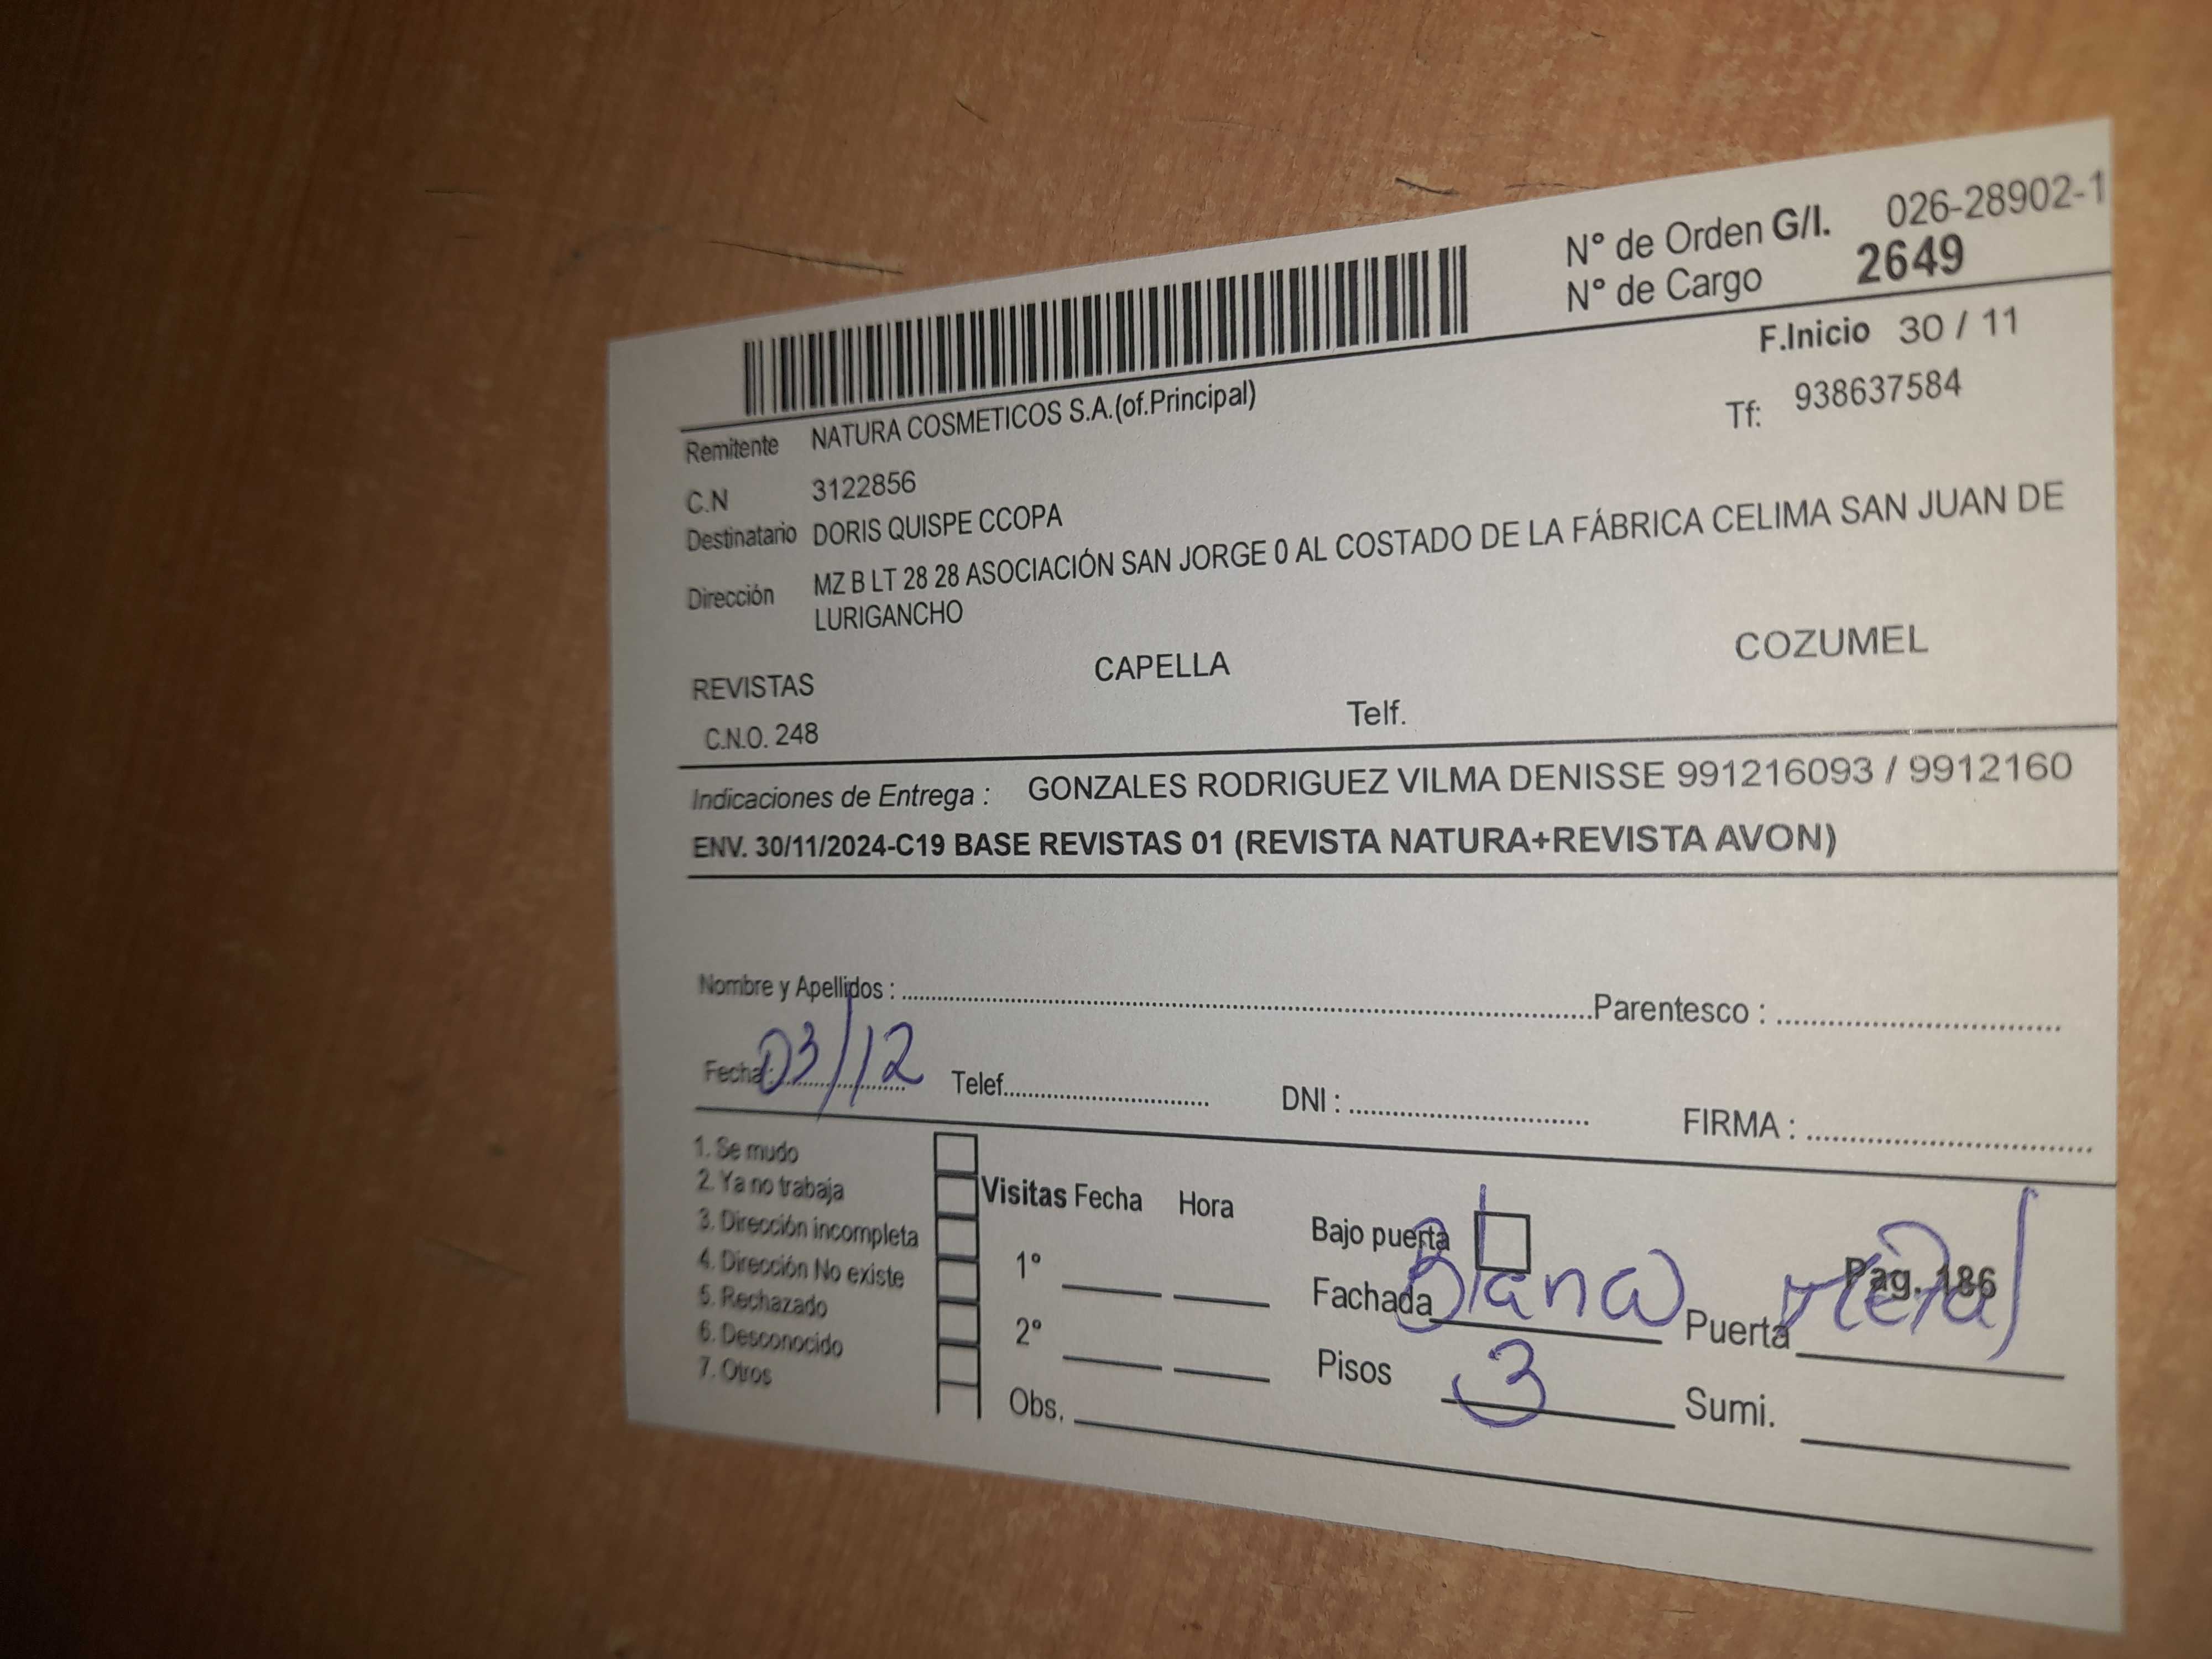 N° de Orden G/I. 026-28902-1
N° de Cargo 2649
F.Inicio 30 / 11
Remitente NATURA COSMETICOS S.A.(of.Principal)
Tf: 938637584
C.N 3122856
Destinatario DORIS QUISPE CCOPA
Dirección MZ B LT 28 28 ASOCIACIÓN SAN JORGE 0 AL COSTADO DE LA FÁBRICA CELIMA SAN JUAN DE
LURIGANCHO
REVISTAS CAPELLA COZUMEL
C.N.O. 248 Telf.
Indicaciones de Entrega : GONZALES RODRIGUEZ VILMA DENISSE 991216093 / 9912160
ENV. 30/11/2024-C19 BASE REVISTAS 01 (REVISTA NATURA+REVISTA AVON)
Nombre y Apellidos : Parentesco :
Fecha : 03/12 Telef. DNI : FIRMA :
1. Se mudo
2. Ya no trabaja
3. Dirección incompleta
4. Dirección No existe
5. Rechazado
6. Desconocido
7. Otros
Visitas Fecha Hora
1°
2°
Obs.
Bajo puerta
Pag. 186
Fachada Blanca Puerta Metal
Pisos 3 Sumi.